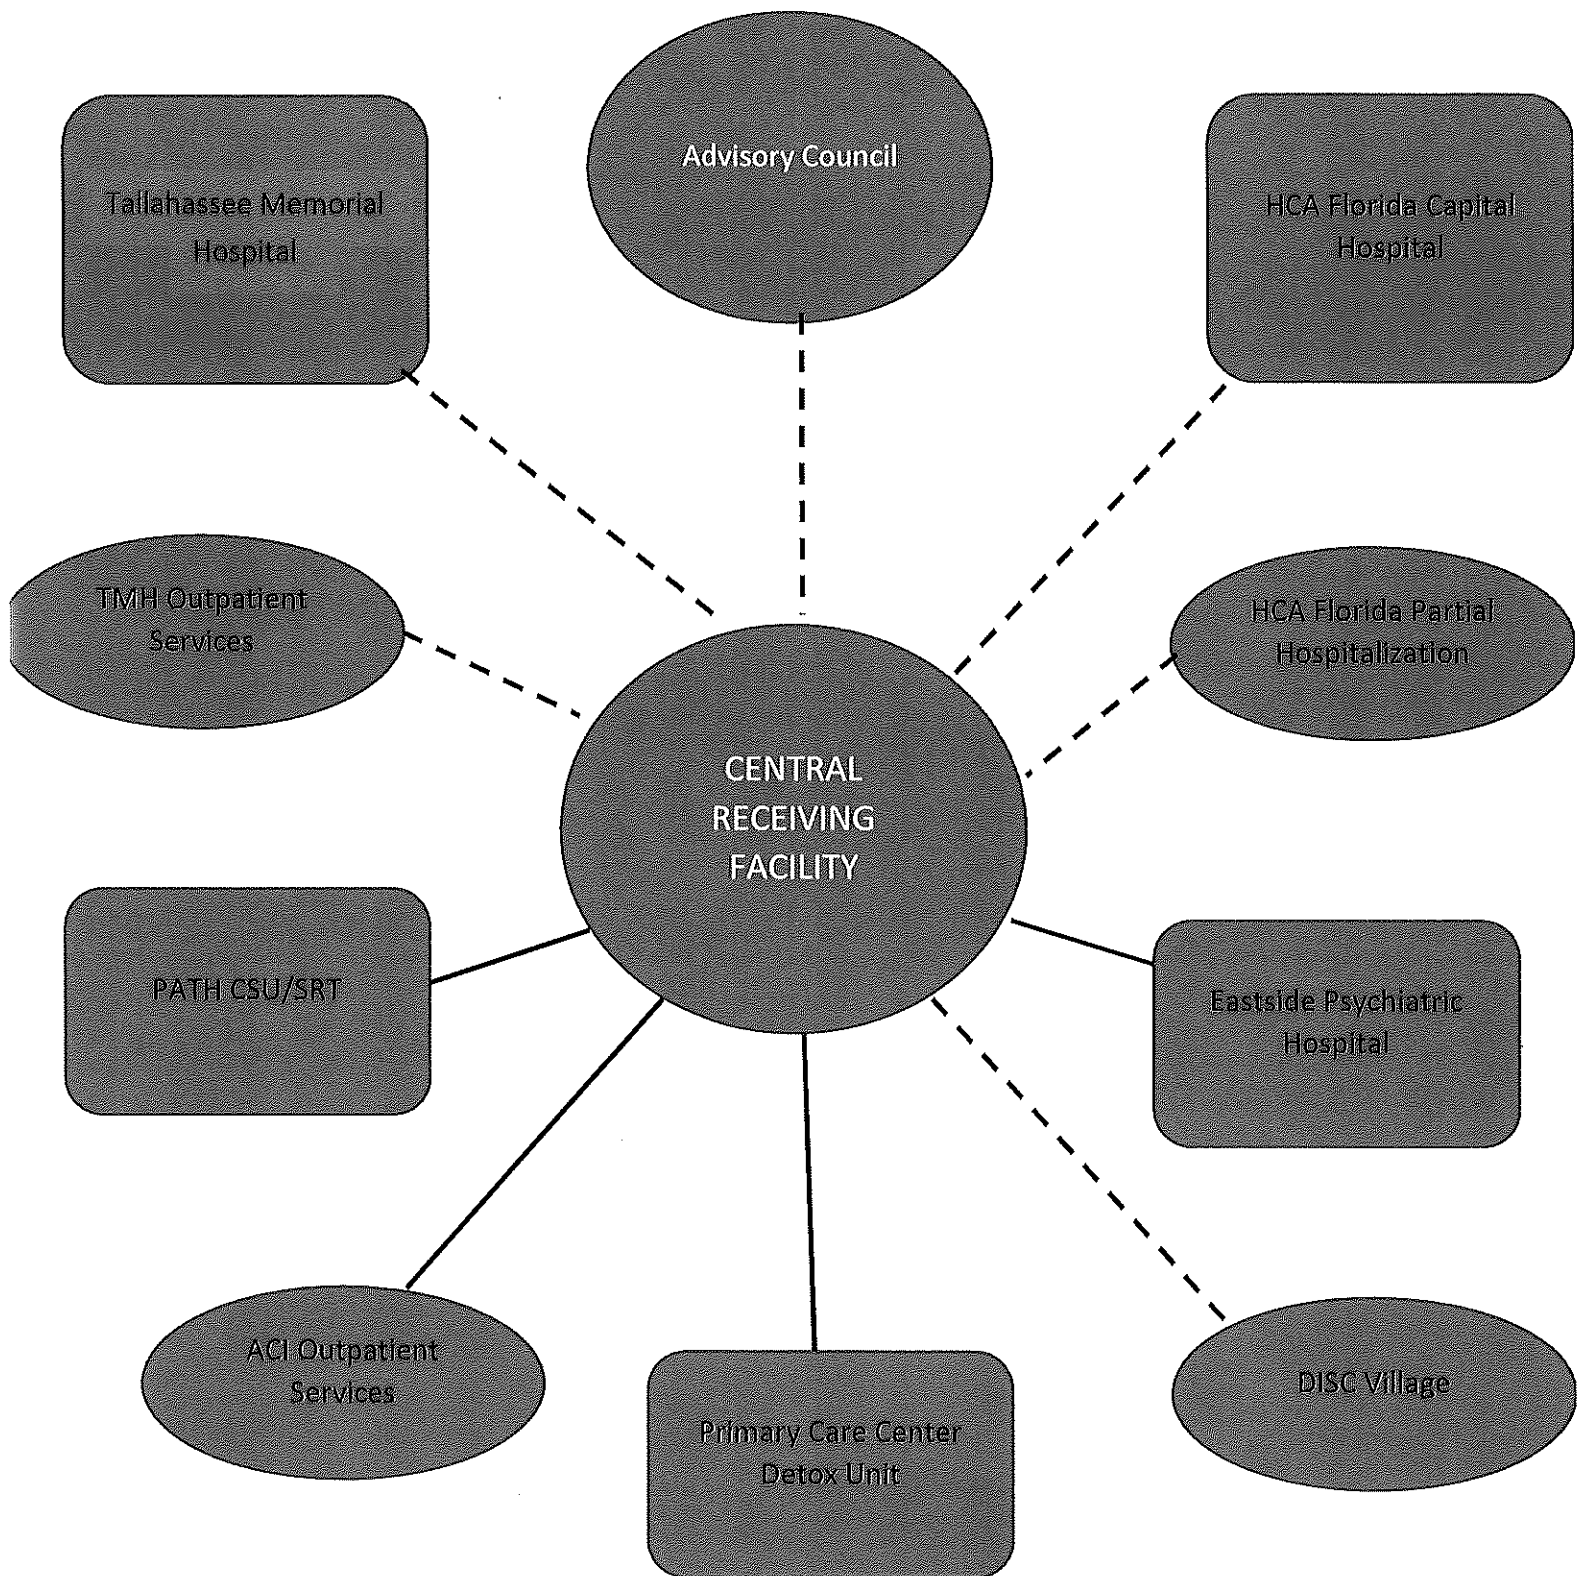 Advisory Council
Tallahassee Memorial
Hospital
HCA Florida Capital
Hospital
TMH Outpatient
Services
HCA Florida Partial
Hospitalization
CENTRAL
RECEIVING
FACILITY
PATH CSU/SRT
Eastside Psychiatric
Hospital
ACI Outpatient
Services
DISC Village
Primary Care Center
Detox Unit